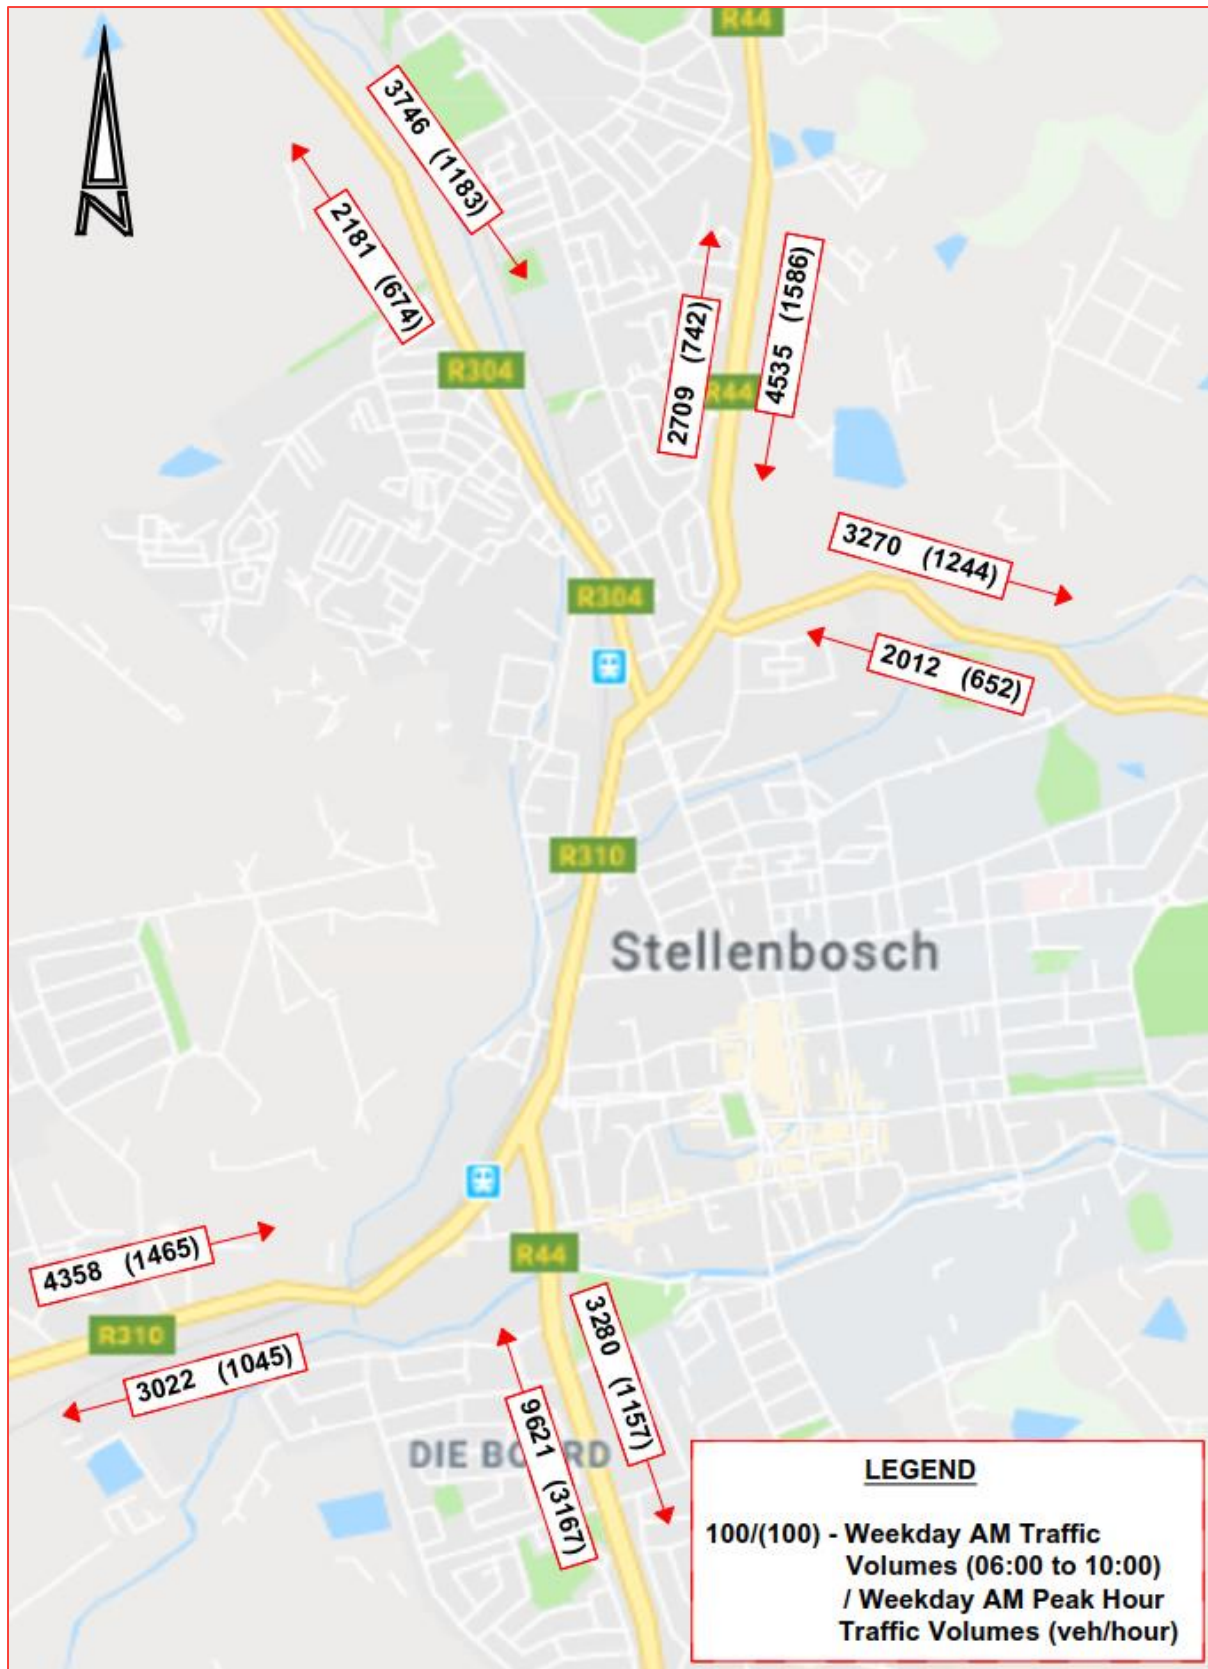 R44
N
3746 (1183)
2181 (674)
4535 (1586)
2709 (742)
R304
R44
3270 (1244)
R304
2012 (652)
R310
Stellenbosch
4358 (1465)
R44
R310
3022 (1045)
3280 (1157)
9621 (3167)
DIE BOORD
LEGEND
100/(100) - Weekday AM Traffic
Volumes (06:00 to 10:00)
/ Weekday AM Peak Hour
Traffic Volumes (veh/hour)